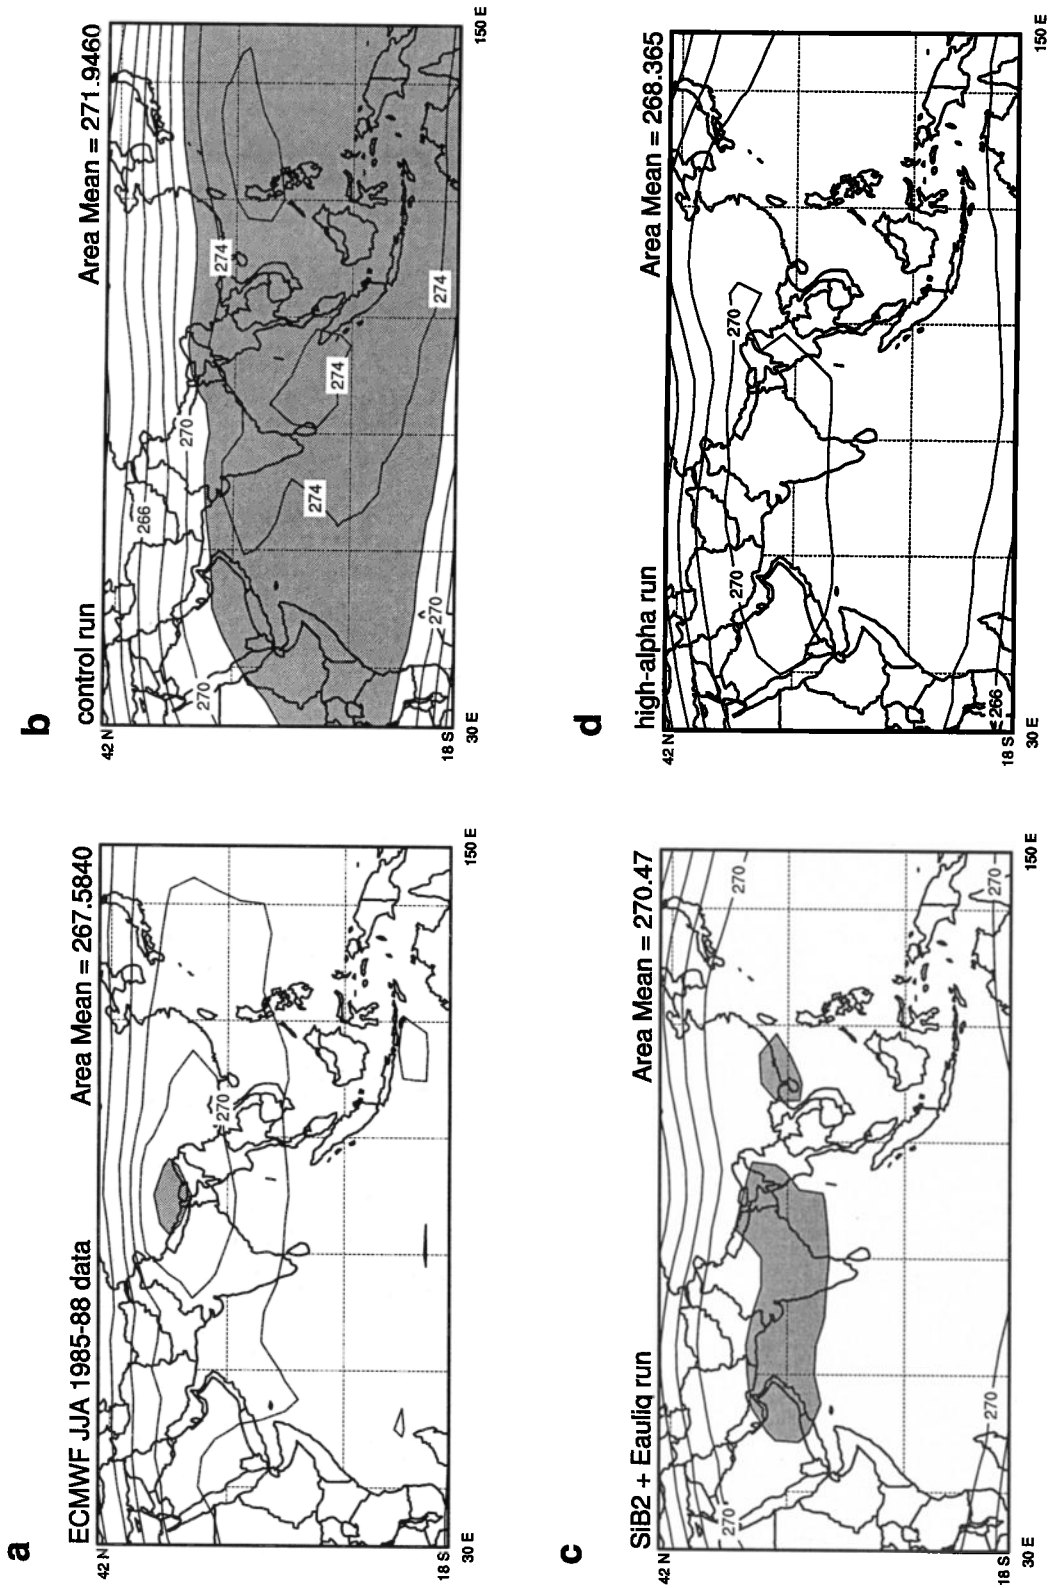 a
ECMWF JJA 1985-88 data
Area Mean = 267.5840
42 N
270
18 S
30 E
150 E
b
control run
Area Mean = 271.9460
42 N
266
270
274
270
274
274
274
270
18 S
30 E
150 E
c
SiB2 + Eauliq run
Area Mean = 270.47
42 N
270
270
270
270
18 S
30 E
150 E
d
high-alpha run
Area Mean = 268.365
42 N
270
270
266
18 S
30 E
150 E